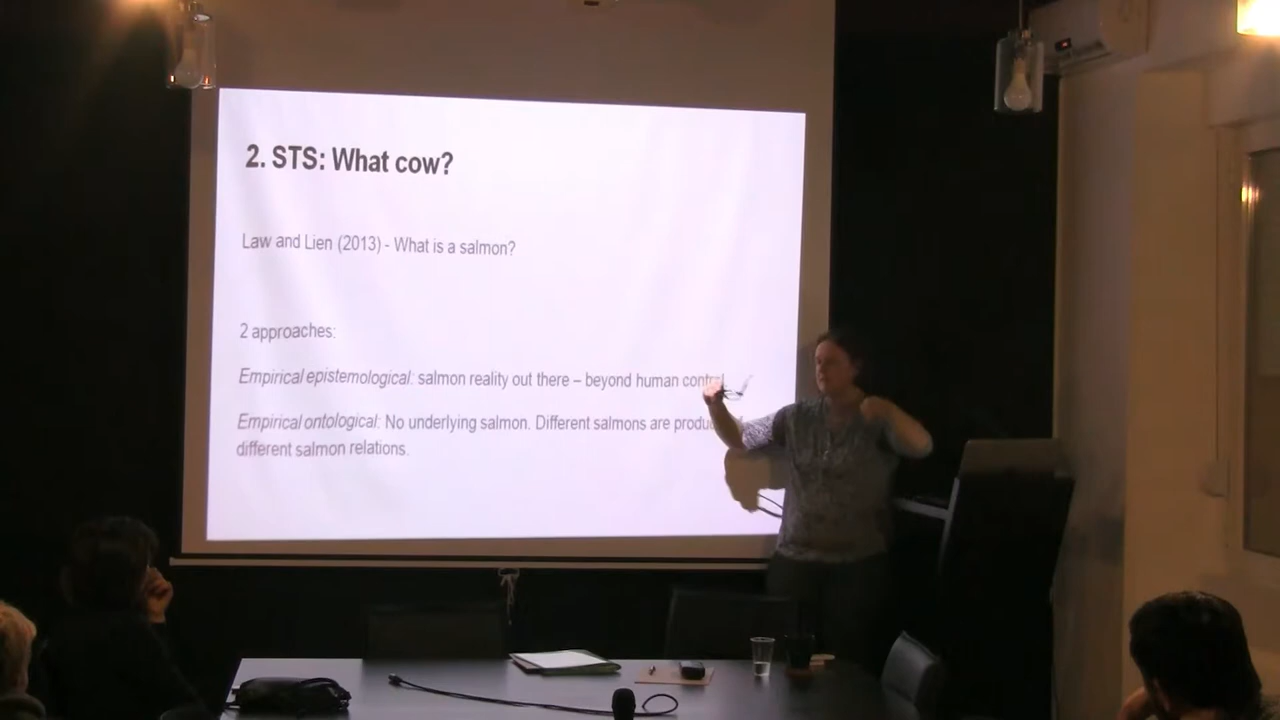 2. STS: What cow?
Law and Lien (2013) - What is a salmon?
2 approaches:
Empirical epistemological: salmon reality out there – beyond human control
Empirical ontological: No underlying salmon. Different salmons are
different salmon relations.